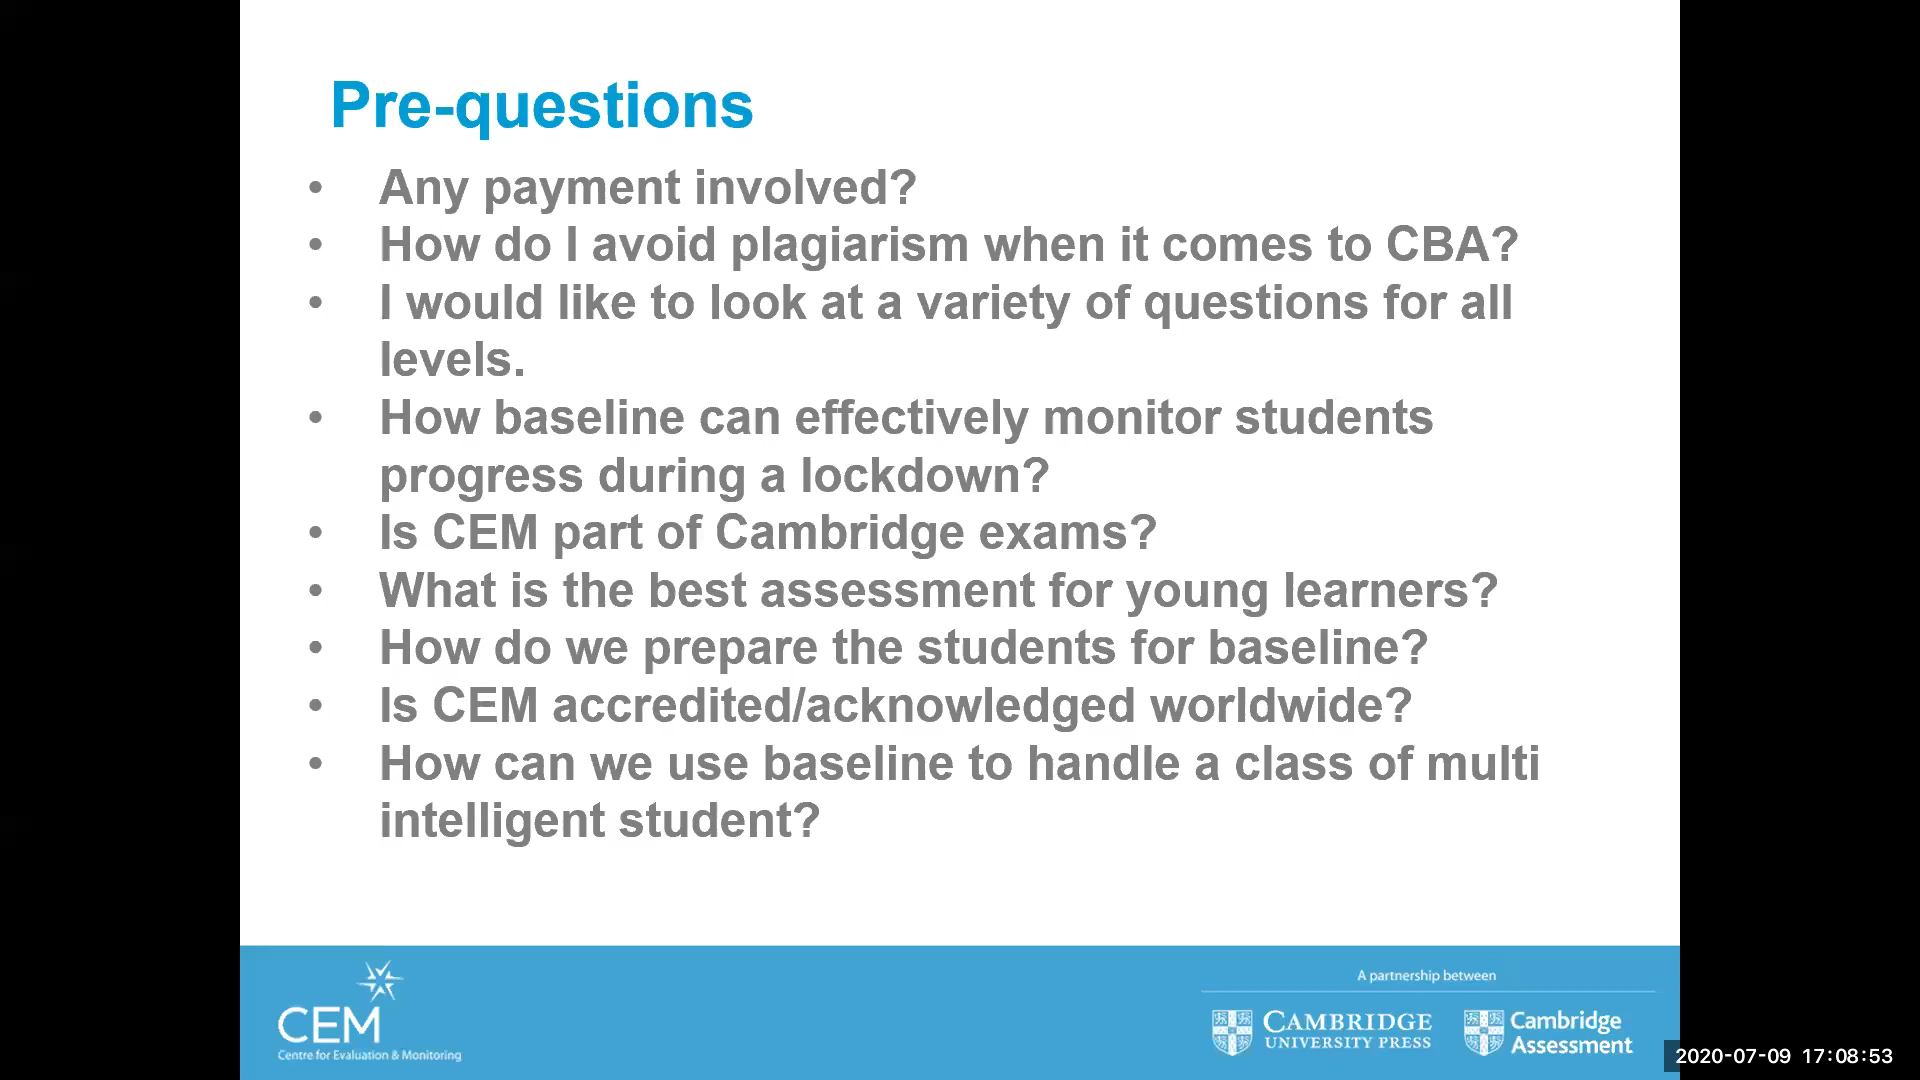 Pre-questions
• Any payment involved?
• How do I avoid plagiarism when it comes to CBA?
• I would like to look at a variety of questions for all
levels.
• How baseline can effectively monitor students
progress during a lockdown?
• Is CEM part of Cambridge exams?
• What is the best assessment for young learners?
• How do we prepare the students for baseline?
• Is CEM accredited/acknowledged worldwide?
• How can we use baseline to handle a class of multi
intelligent student?
CEM
Centre for Evaluation & Monitoring
A partnership between
CAMBRIDGE
UNIVERSITY PRESS
Cambridge
Assessment
2020-07-09 17:08:53